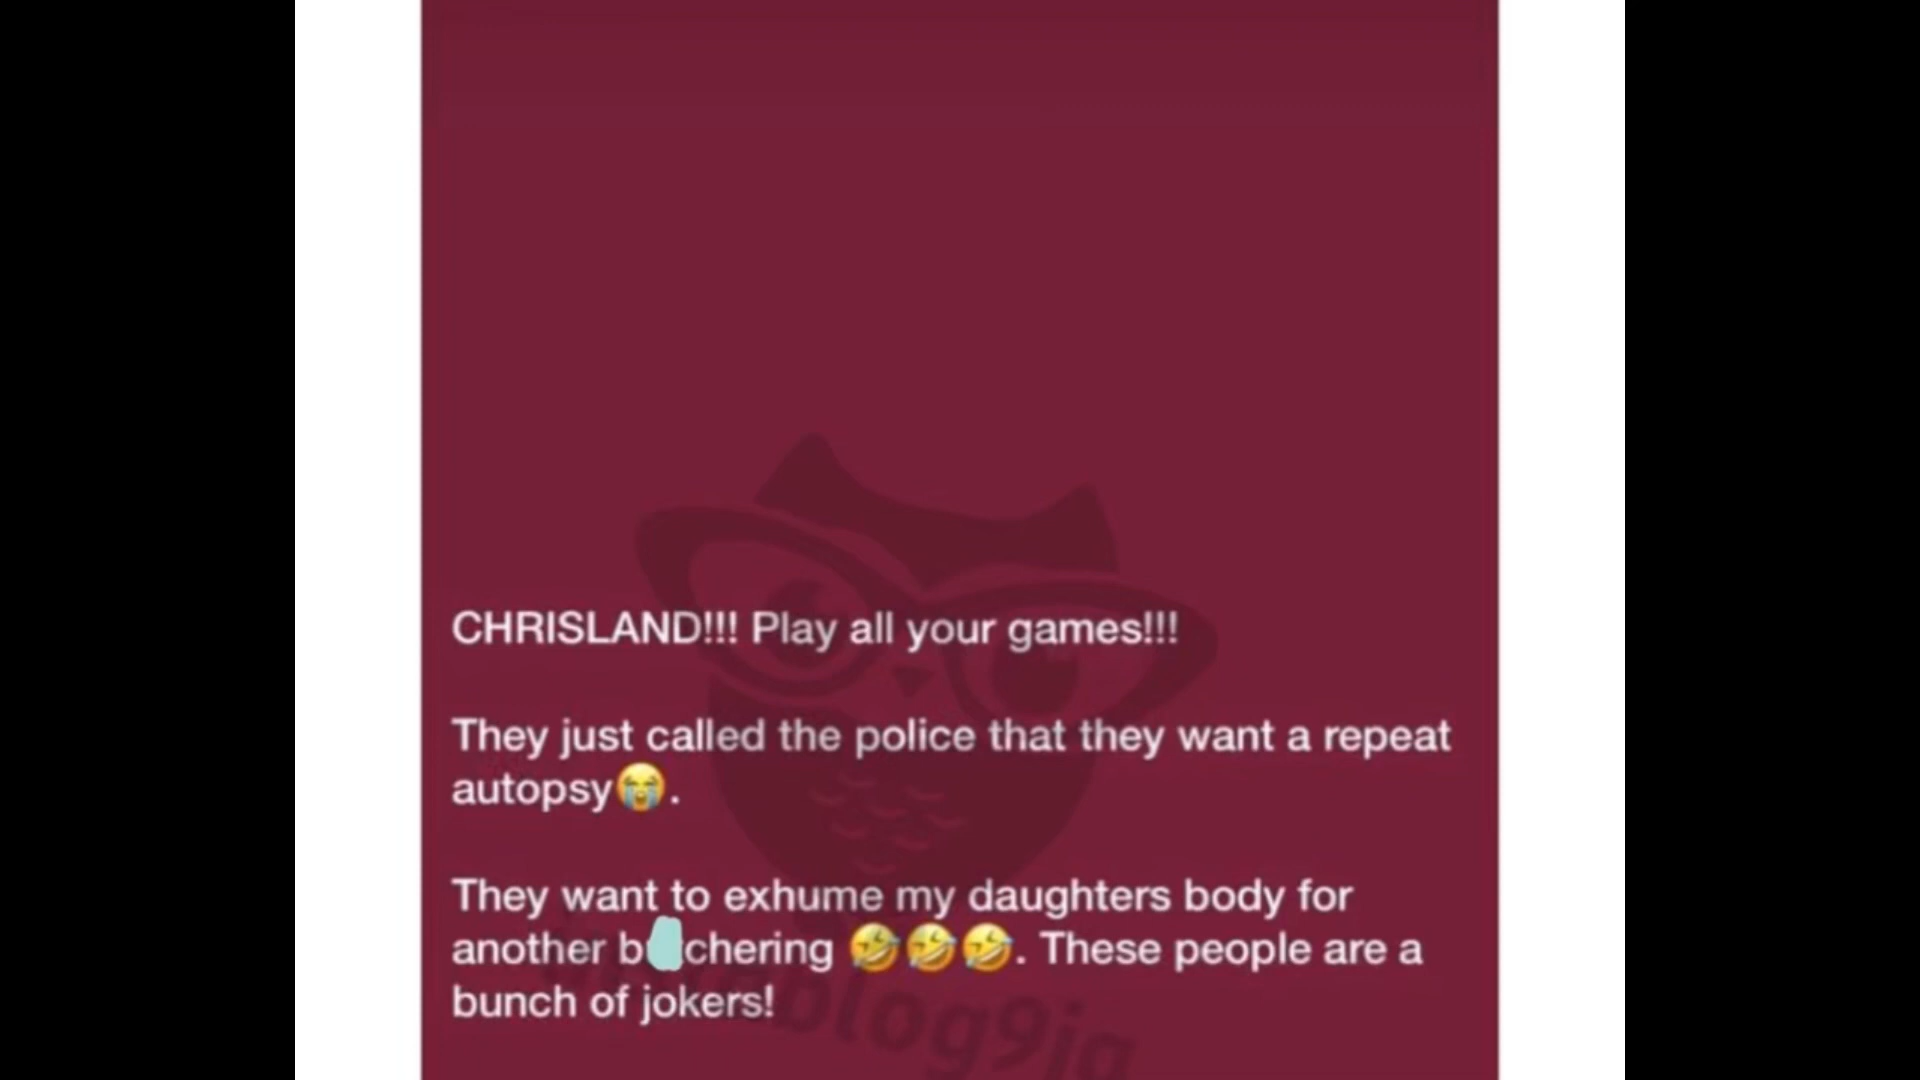 CHRISLAND!!! Play all your games!!!
They just called the police that they want a repeat
autopsy😭.
They want to exhume my daughters body for
another b chering 🤣🤣🤣. These people are a
bunch of jokers!
blog9ja